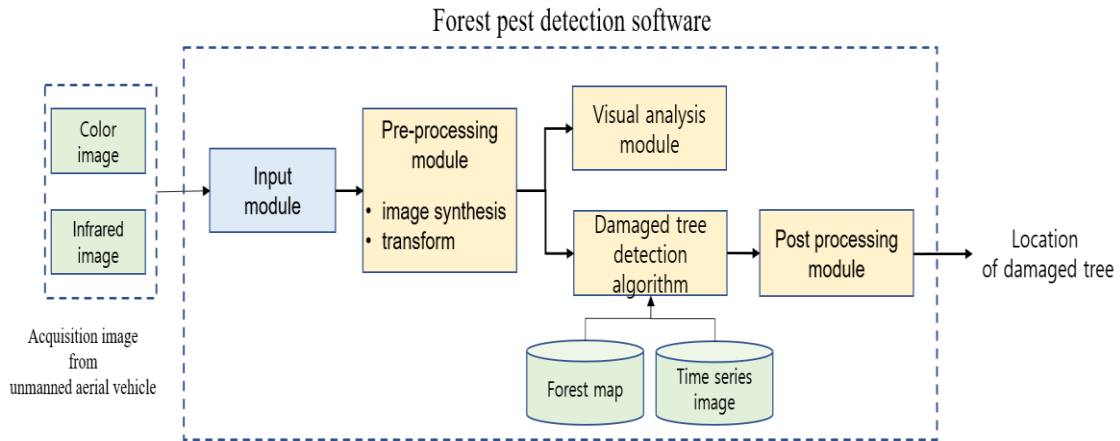 Forest pest detection software
Color
image
Infrared
image
Acquisition image
from
unmanned aerial vehicle
Input
module
Pre-processing
module
• image synthesis
• transform
Visual analysis
module
Damaged tree
detection
algorithm
Post processing
module
Location
of damaged tree
Forest map
Time series
image